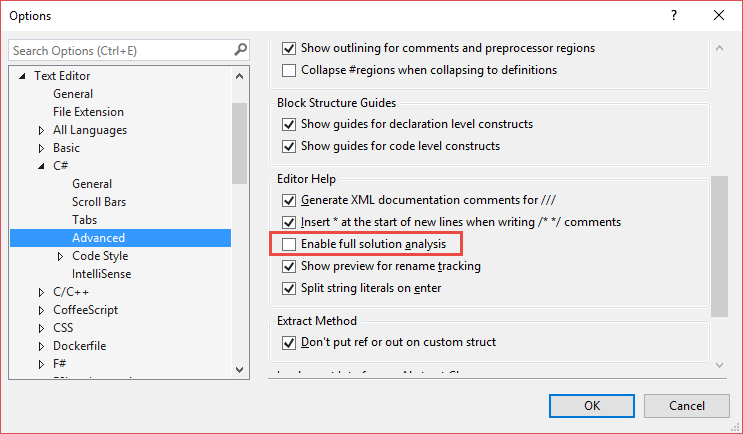 Options
Search Options (Ctrl+E)
Text Editor
General
File Extension
All Languages
Basic
C#
General
Scroll Bars
Tabs
Advanced
Code Style
IntelliSense
C/C++
CoffeeScript
CSS
Dockerfile
F#
Show outlining for comments and preprocessor regions
Collapse #regions when collapsing to definitions
Block Structure Guides
Show guides for declaration level constructs
Show guides for code level constructs
Editor Help
Generate XML documentation comments for ///
Insert * at the start of new lines when writing /* */ comments
Enable full solution analysis
Show preview for rename tracking
Split string literals on enter
Extract Method
Don't put ref or out on custom struct
OK
Cancel